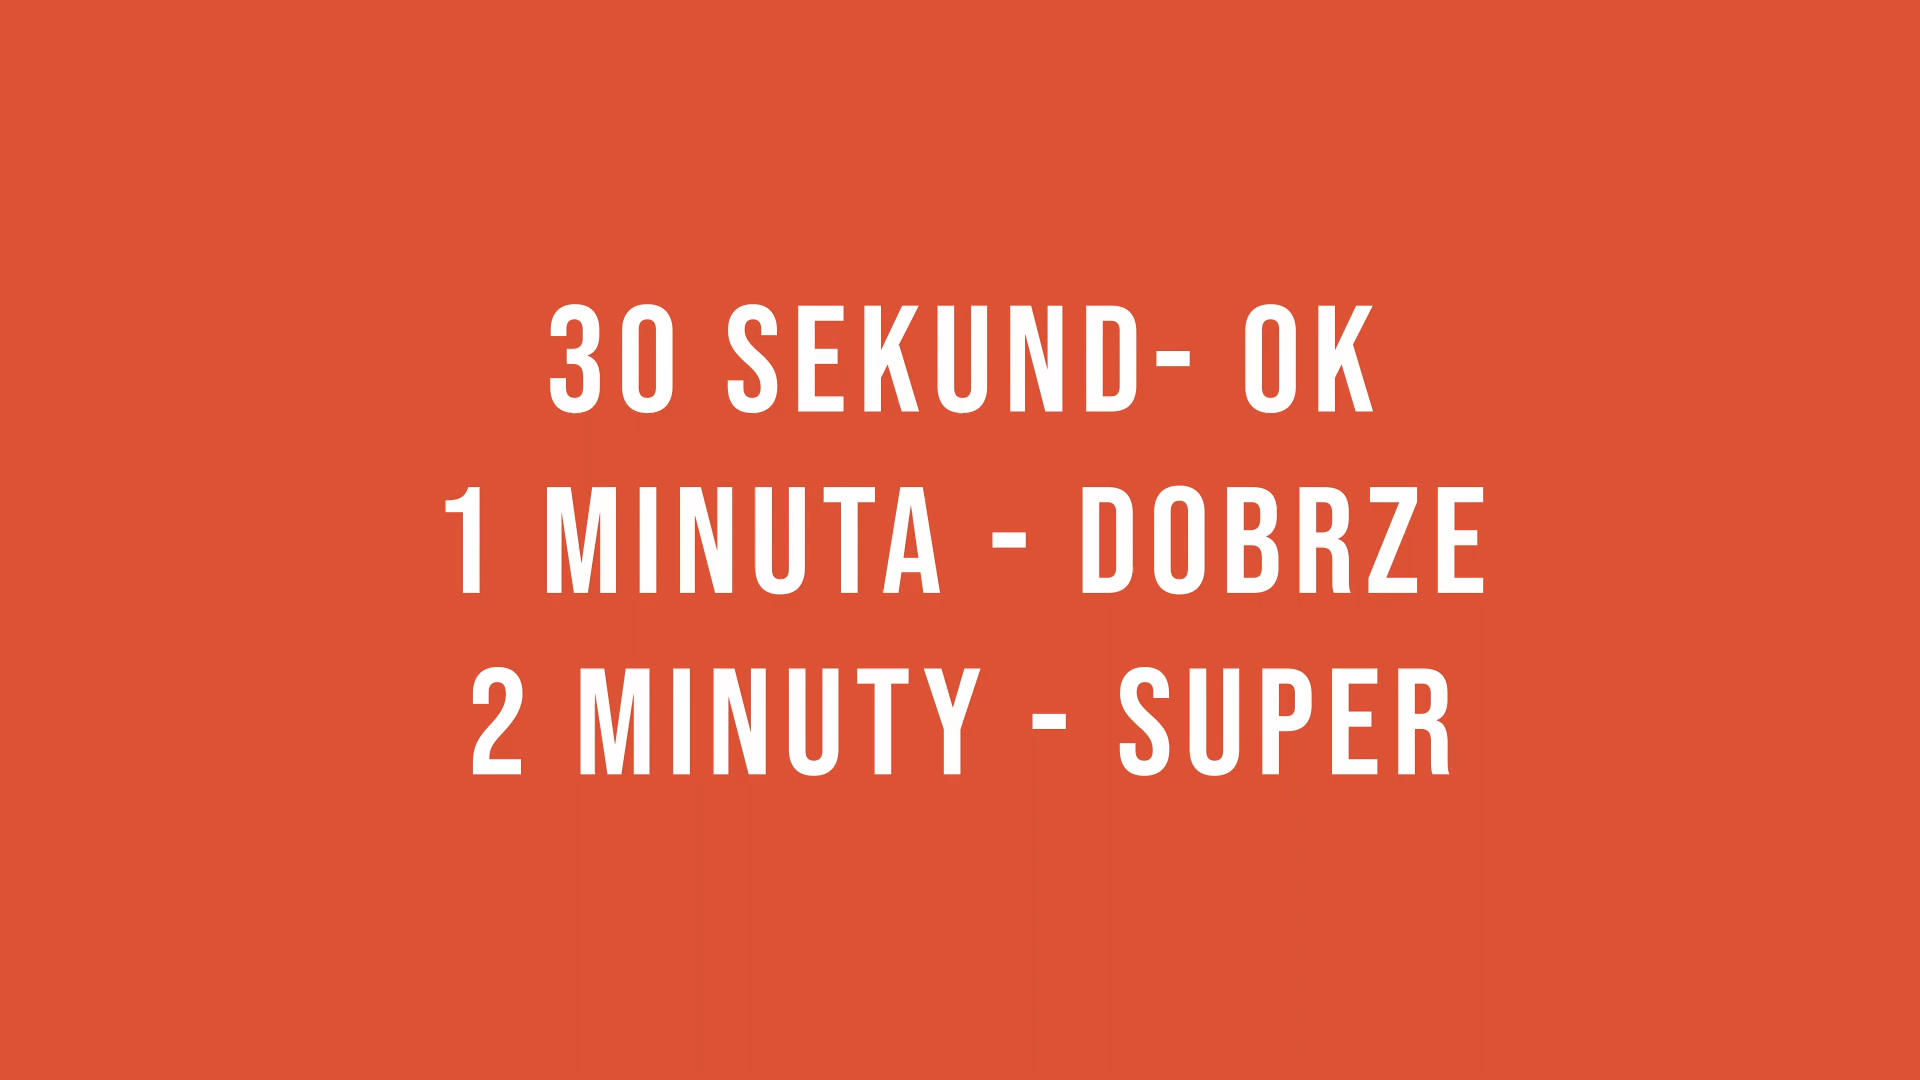 30 SEKUND- OK
1 MINUTA - DOBRZE
2 MINUTY - SUPER